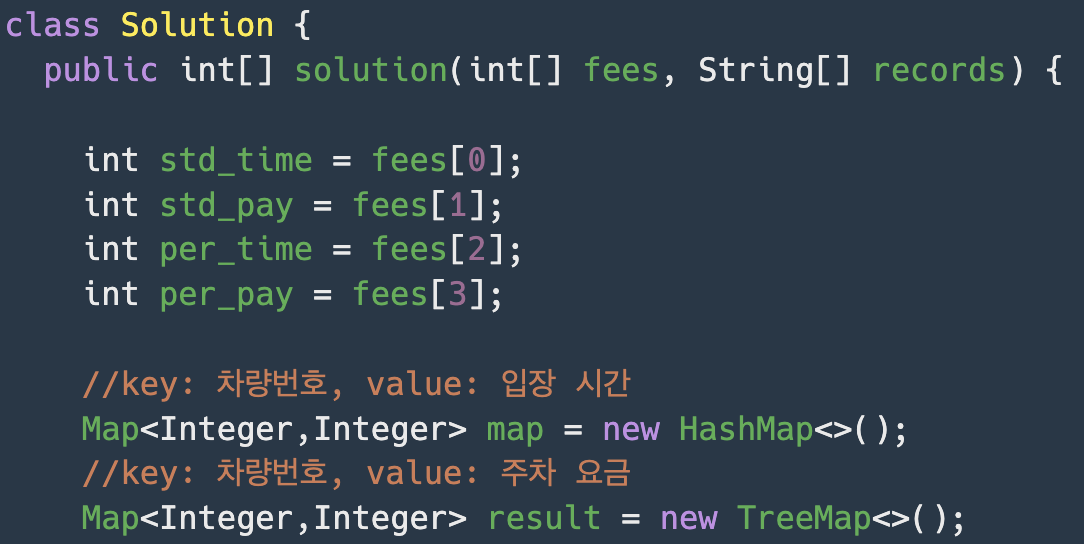 class Solution {
public int[] solution(int[] fees, String[] records) {
int std_time = fees[0];
int std_pay = fees[1];
int per_time = fees[2];
int per_pay = fees[3];
//key: 차량번호, value: 입장 시간
Map<Integer,Integer> map = new HashMap<>();
//key: 차량번호, value: 주차 요금
Map<Integer,Integer> result = new TreeMap<>();